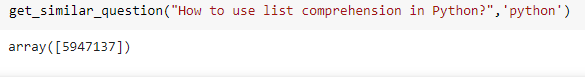 get_similar_question("How to use list comprehension in Python?",'python')
array([5947137])